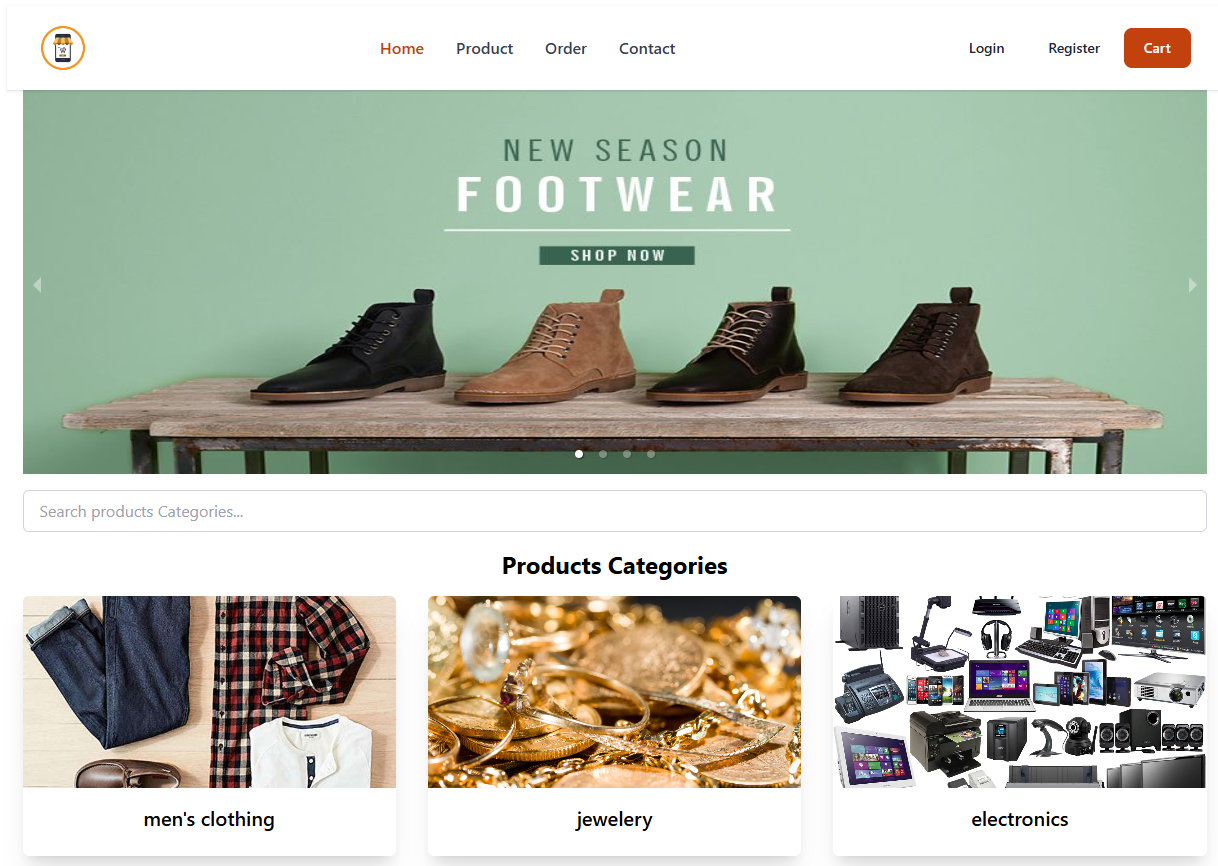 Home Product Order Contact Login Register Cart
NEW SEASON
FOOTWEAR
SHOP NOW
Search products Categories...
Products Categories
men's clothing jewelery electronics